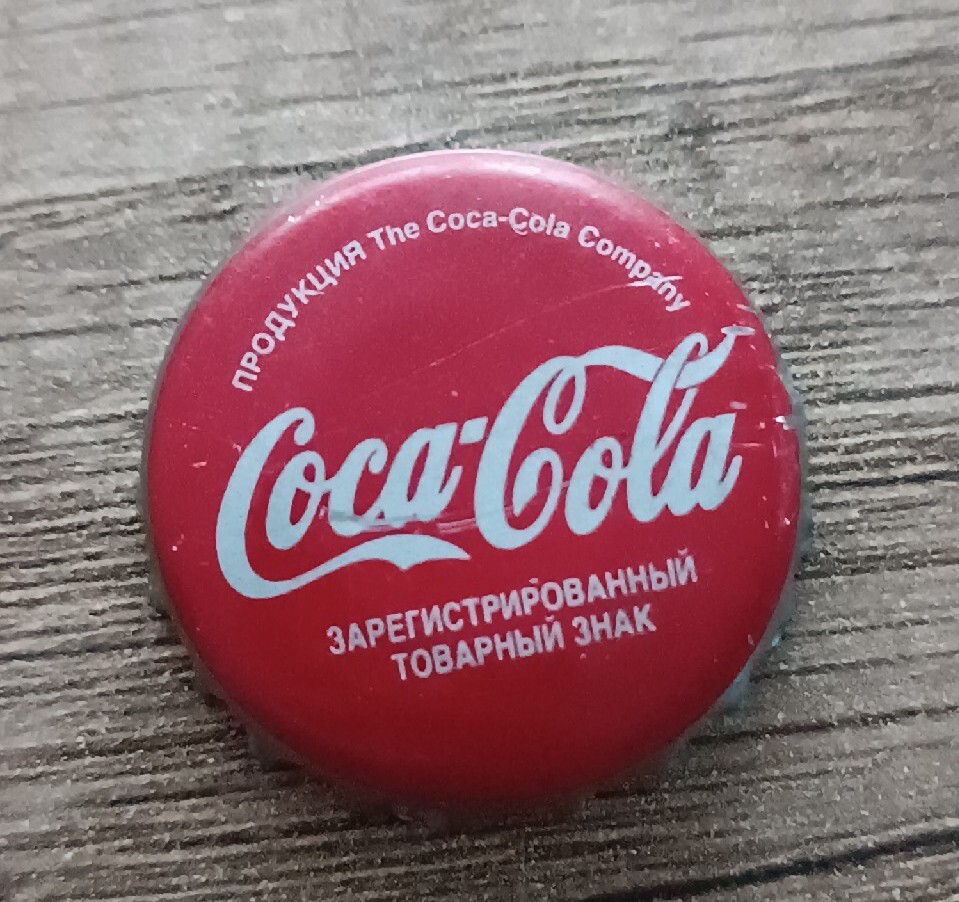 ПРОДУКЦИЯ The Coca-Cola Company
Coca-Cola
ЗАРЕГИСТРИРОВАННЫЙ
ТОВАРНЫЙ ЗНАК